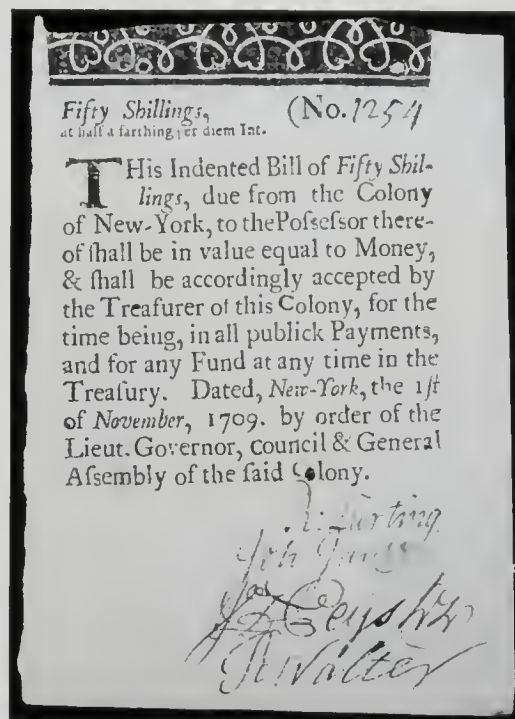 Fifty Shillings, (No. 1254
at half a farthing per diem Int.
THis Indented Bill of Fifty Shil-
lings, due from the Colony
of New-York, to the Poſſeſſor there-
of ſhall be in value equal to Money,
& ſhall be accordingly accepted by
the Treaſurer of this Colony, for the
time being, in all publick Payments,
and for any Fund at any time in the
Treaſury. Dated, New-York, the 1ſt
of November, 1709. by order of the
Lieut. Governor, Council & General
Aſſembly of the ſaid Colony.
Walter